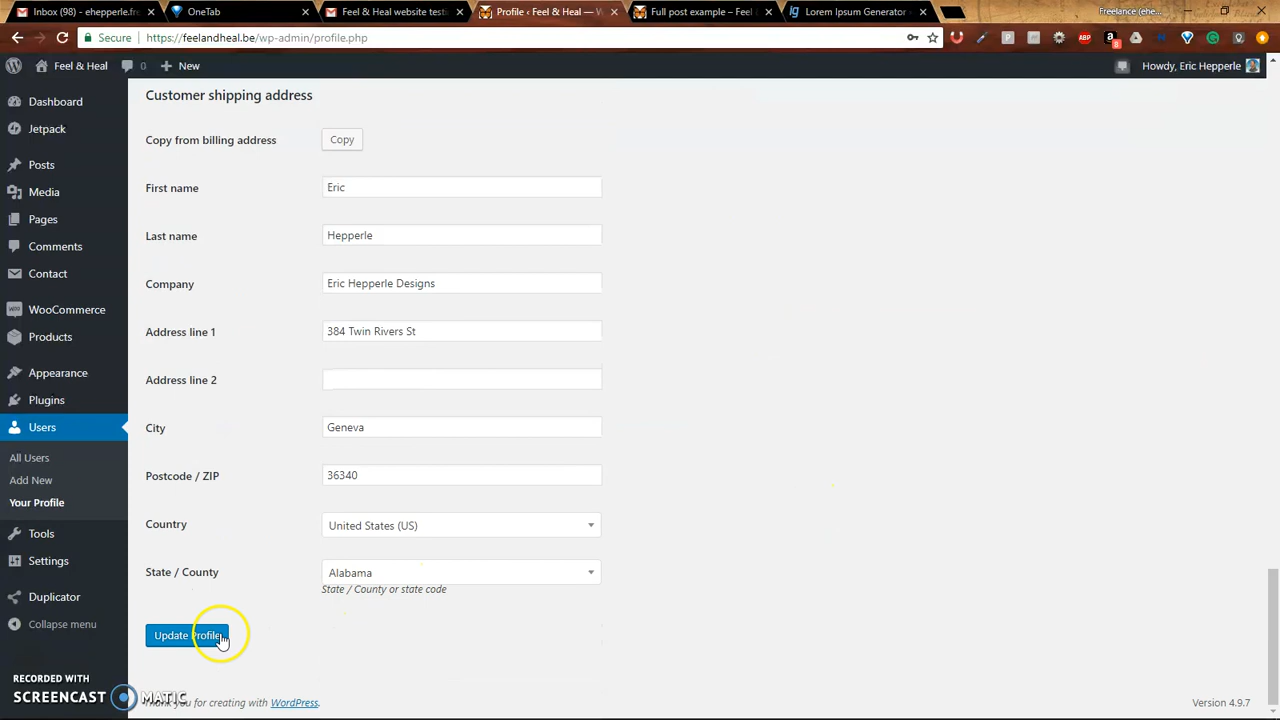 Inbox (98) - ehepperle.fre
OneTab
Feel & Heal website tests
Profile ‹ Feel & Heal — W
Full post example – Feel
Lorem Ipsum Generator
Freelance (ehe
Secure
https://feelandheal.be/wp-admin/profile.php
Feel & Heal
0
New
Howdy, Eric Hepperle
Dashboard
Jetpack
Posts
Media
Pages
Comments
Contact
WooCommerce
Products
Appearance
Plugins
Users
All Users
Add New
Your Profile
Tools
Settings
Duplicator
Collapse menu
Customer shipping address
Copy from billing address
Copy
First name
Eric
Last name
Hepperle
Company
Eric Hepperle Designs
Address line 1
384 Twin Rivers St
Address line 2
City
Geneva
Postcode / ZIP
36340
Country
United States (US)
State / County
Alabama
State / County or state code
Update Profile
RECORDED WITH
SCREENCAST MATIC
Thank you for creating with WordPress.
Version 4.9.7